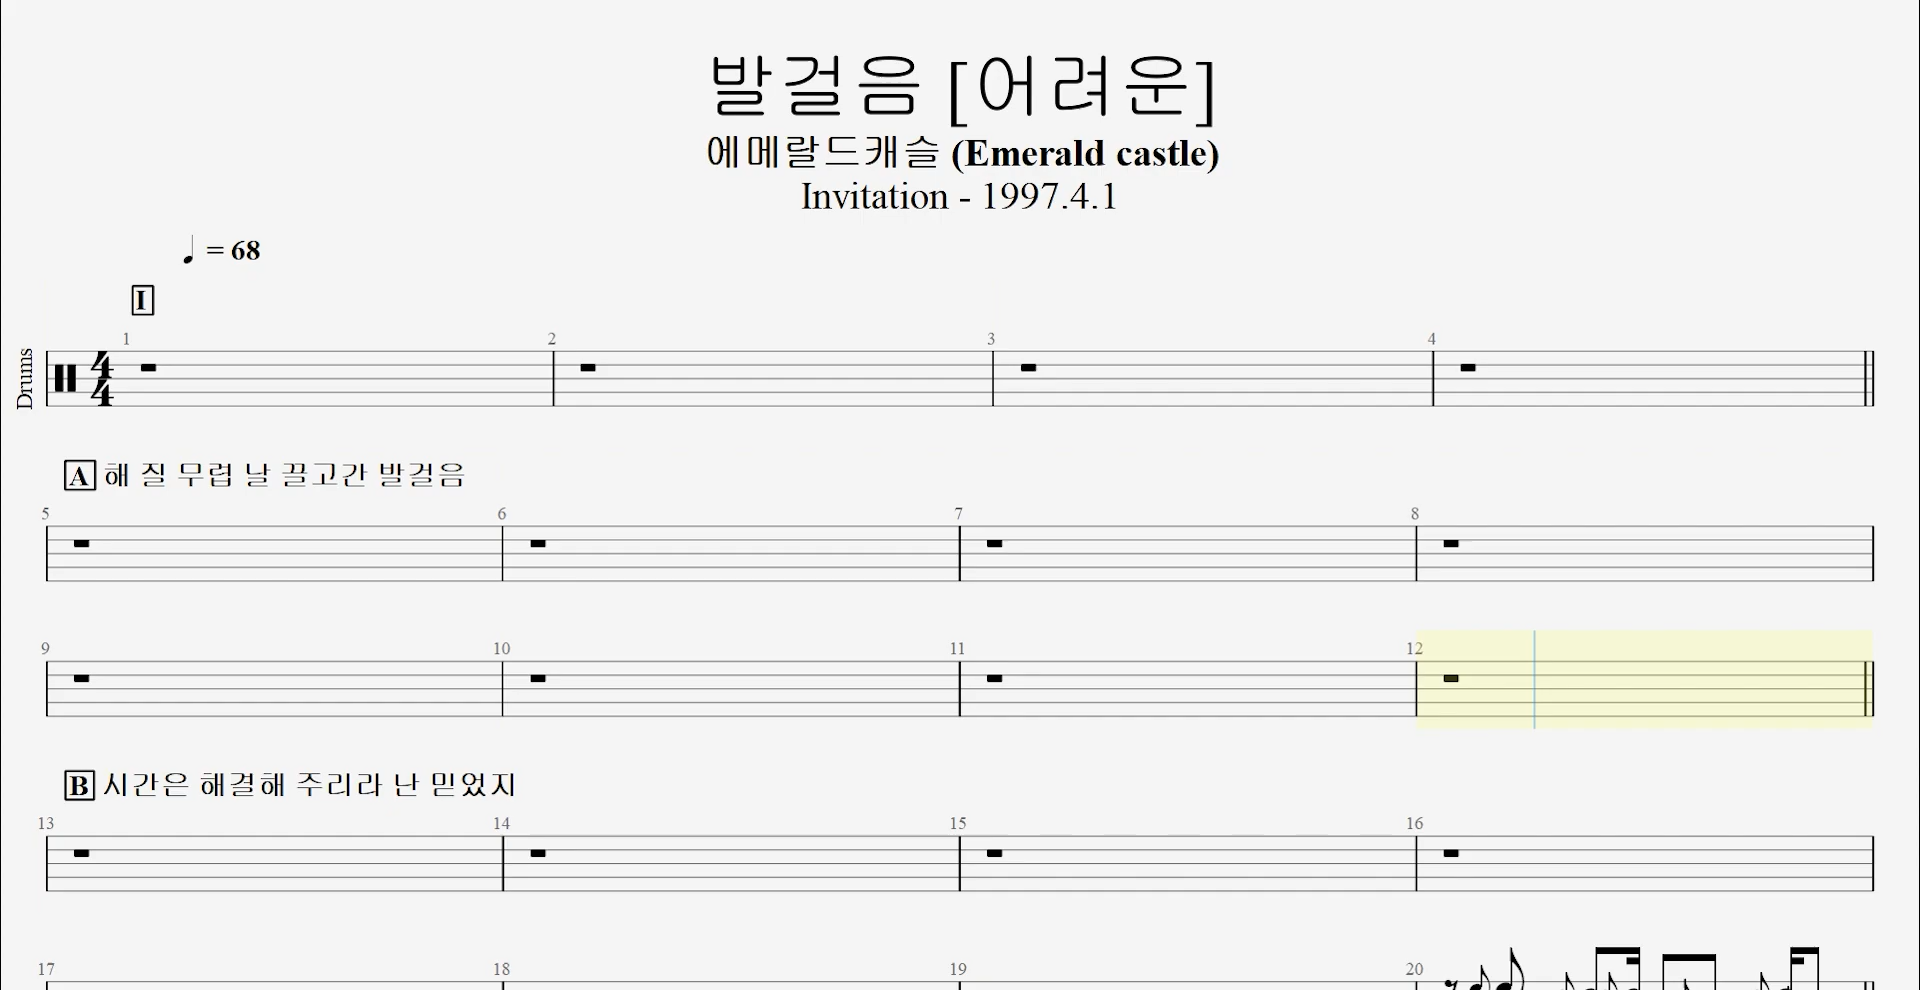 발걸음 [어려운]
에메랄드캐슬 (Emerald castle)
Invitation - 1997.4.1
= 68
I
1 2 3 4
Drums
4
4
A 해 질 무렵 날 끌고간 발걸음
5 6 7 8
9 10 11 12
B 시간은 해결해 주리라 난 믿었지
13 14 15 16
17 18 19 20